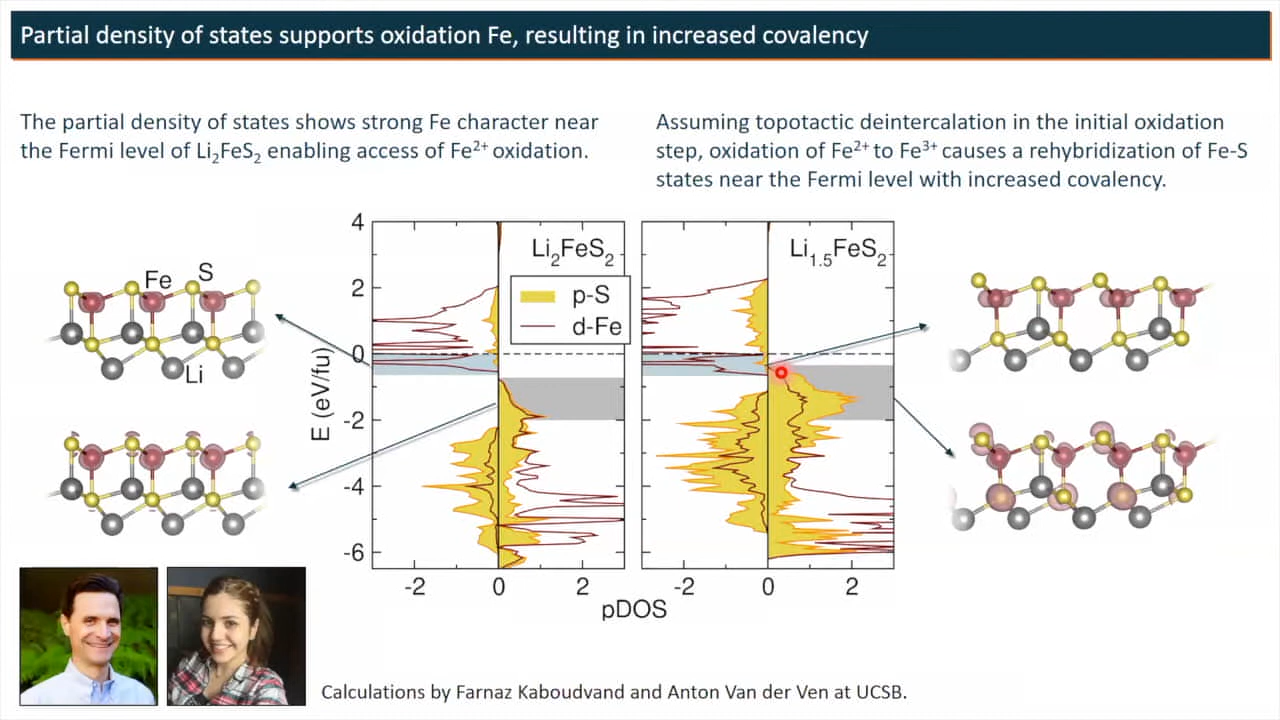 Partial density of states supports oxidation Fe, resulting in increased covalency
The partial density of states shows strong Fe character near
the Fermi level of Li₂FeS₂ enabling access of Fe²⁺ oxidation.
Assuming topotactic deintercalation in the initial oxidation
step, oxidation of Fe²⁺ to Fe³⁺ causes a rehybridization of Fe-S
states near the Fermi level with increased covalency.
Fe S
Li
4
2
0
-2
-4
-6
E (eV/fu)
Li₂FeS₂
p-S
d-Fe
Li₁.₅FeS₂
-2 0 2 -2 0 2
pDOS
Calculations by Farnaz Kaboudvand and Anton Van der Ven at UCSB.